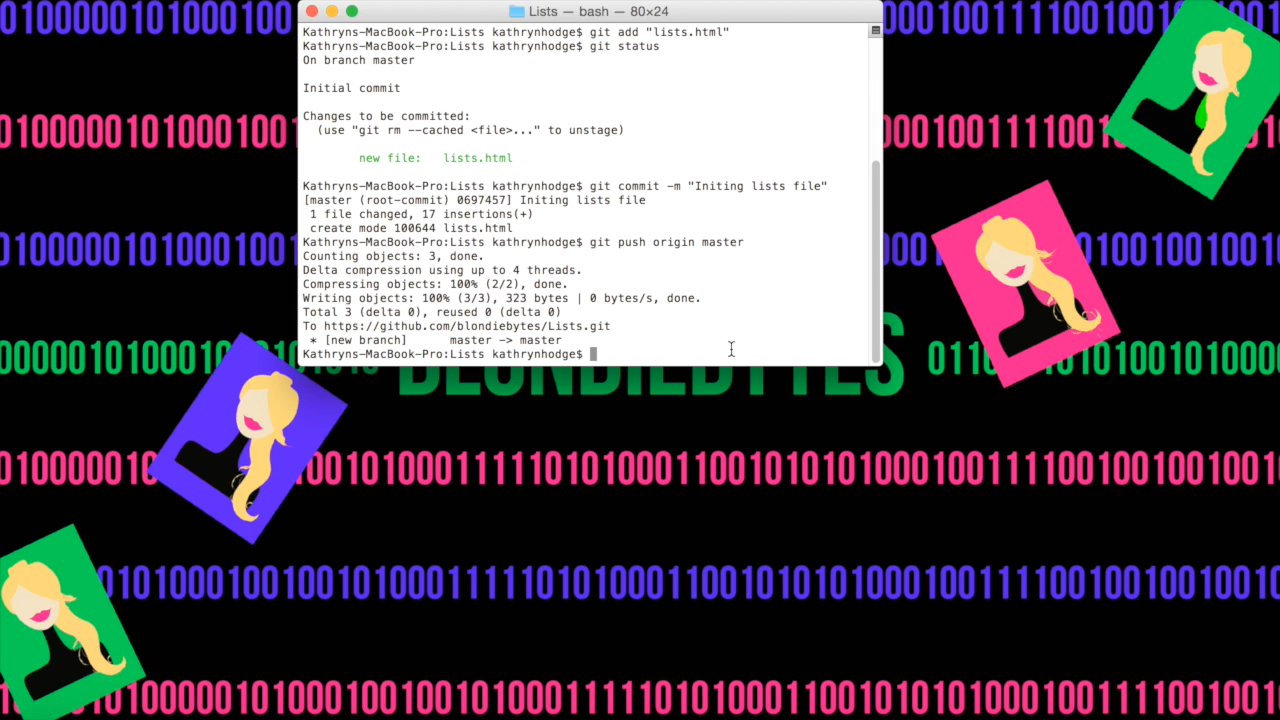 Lists — bash — 80×24
Kathryns-MacBook-Pro:Lists kathrynhodge$ git add "lists.html"
Kathryns-MacBook-Pro:Lists kathrynhodge$ git status
On branch master
Initial commit
Changes to be committed:
(use "git rm --cached <file>..." to unstage)
new file: lists.html
Kathryns-MacBook-Pro:Lists kathrynhodge$ git commit -m "Initing lists file"
[master (root-commit) 0697457] Initing lists file
1 file changed, 17 insertions(+)
create mode 100644 lists.html
Kathryns-MacBook-Pro:Lists kathrynhodge$ git push origin master
Counting objects: 3, done.
Delta compression using up to 4 threads.
Compressing objects: 100% (2/2), done.
Writing objects: 100% (3/3), 323 bytes | 0 bytes/s, done.
Total 3 (delta 0), reused 0 (delta 0)
To https://github.com/blondiebytes/Lists.git
* [new branch] master -> master
Kathryns-MacBook-Pro:Lists kathrynhodge$
BLONDIEBYTES